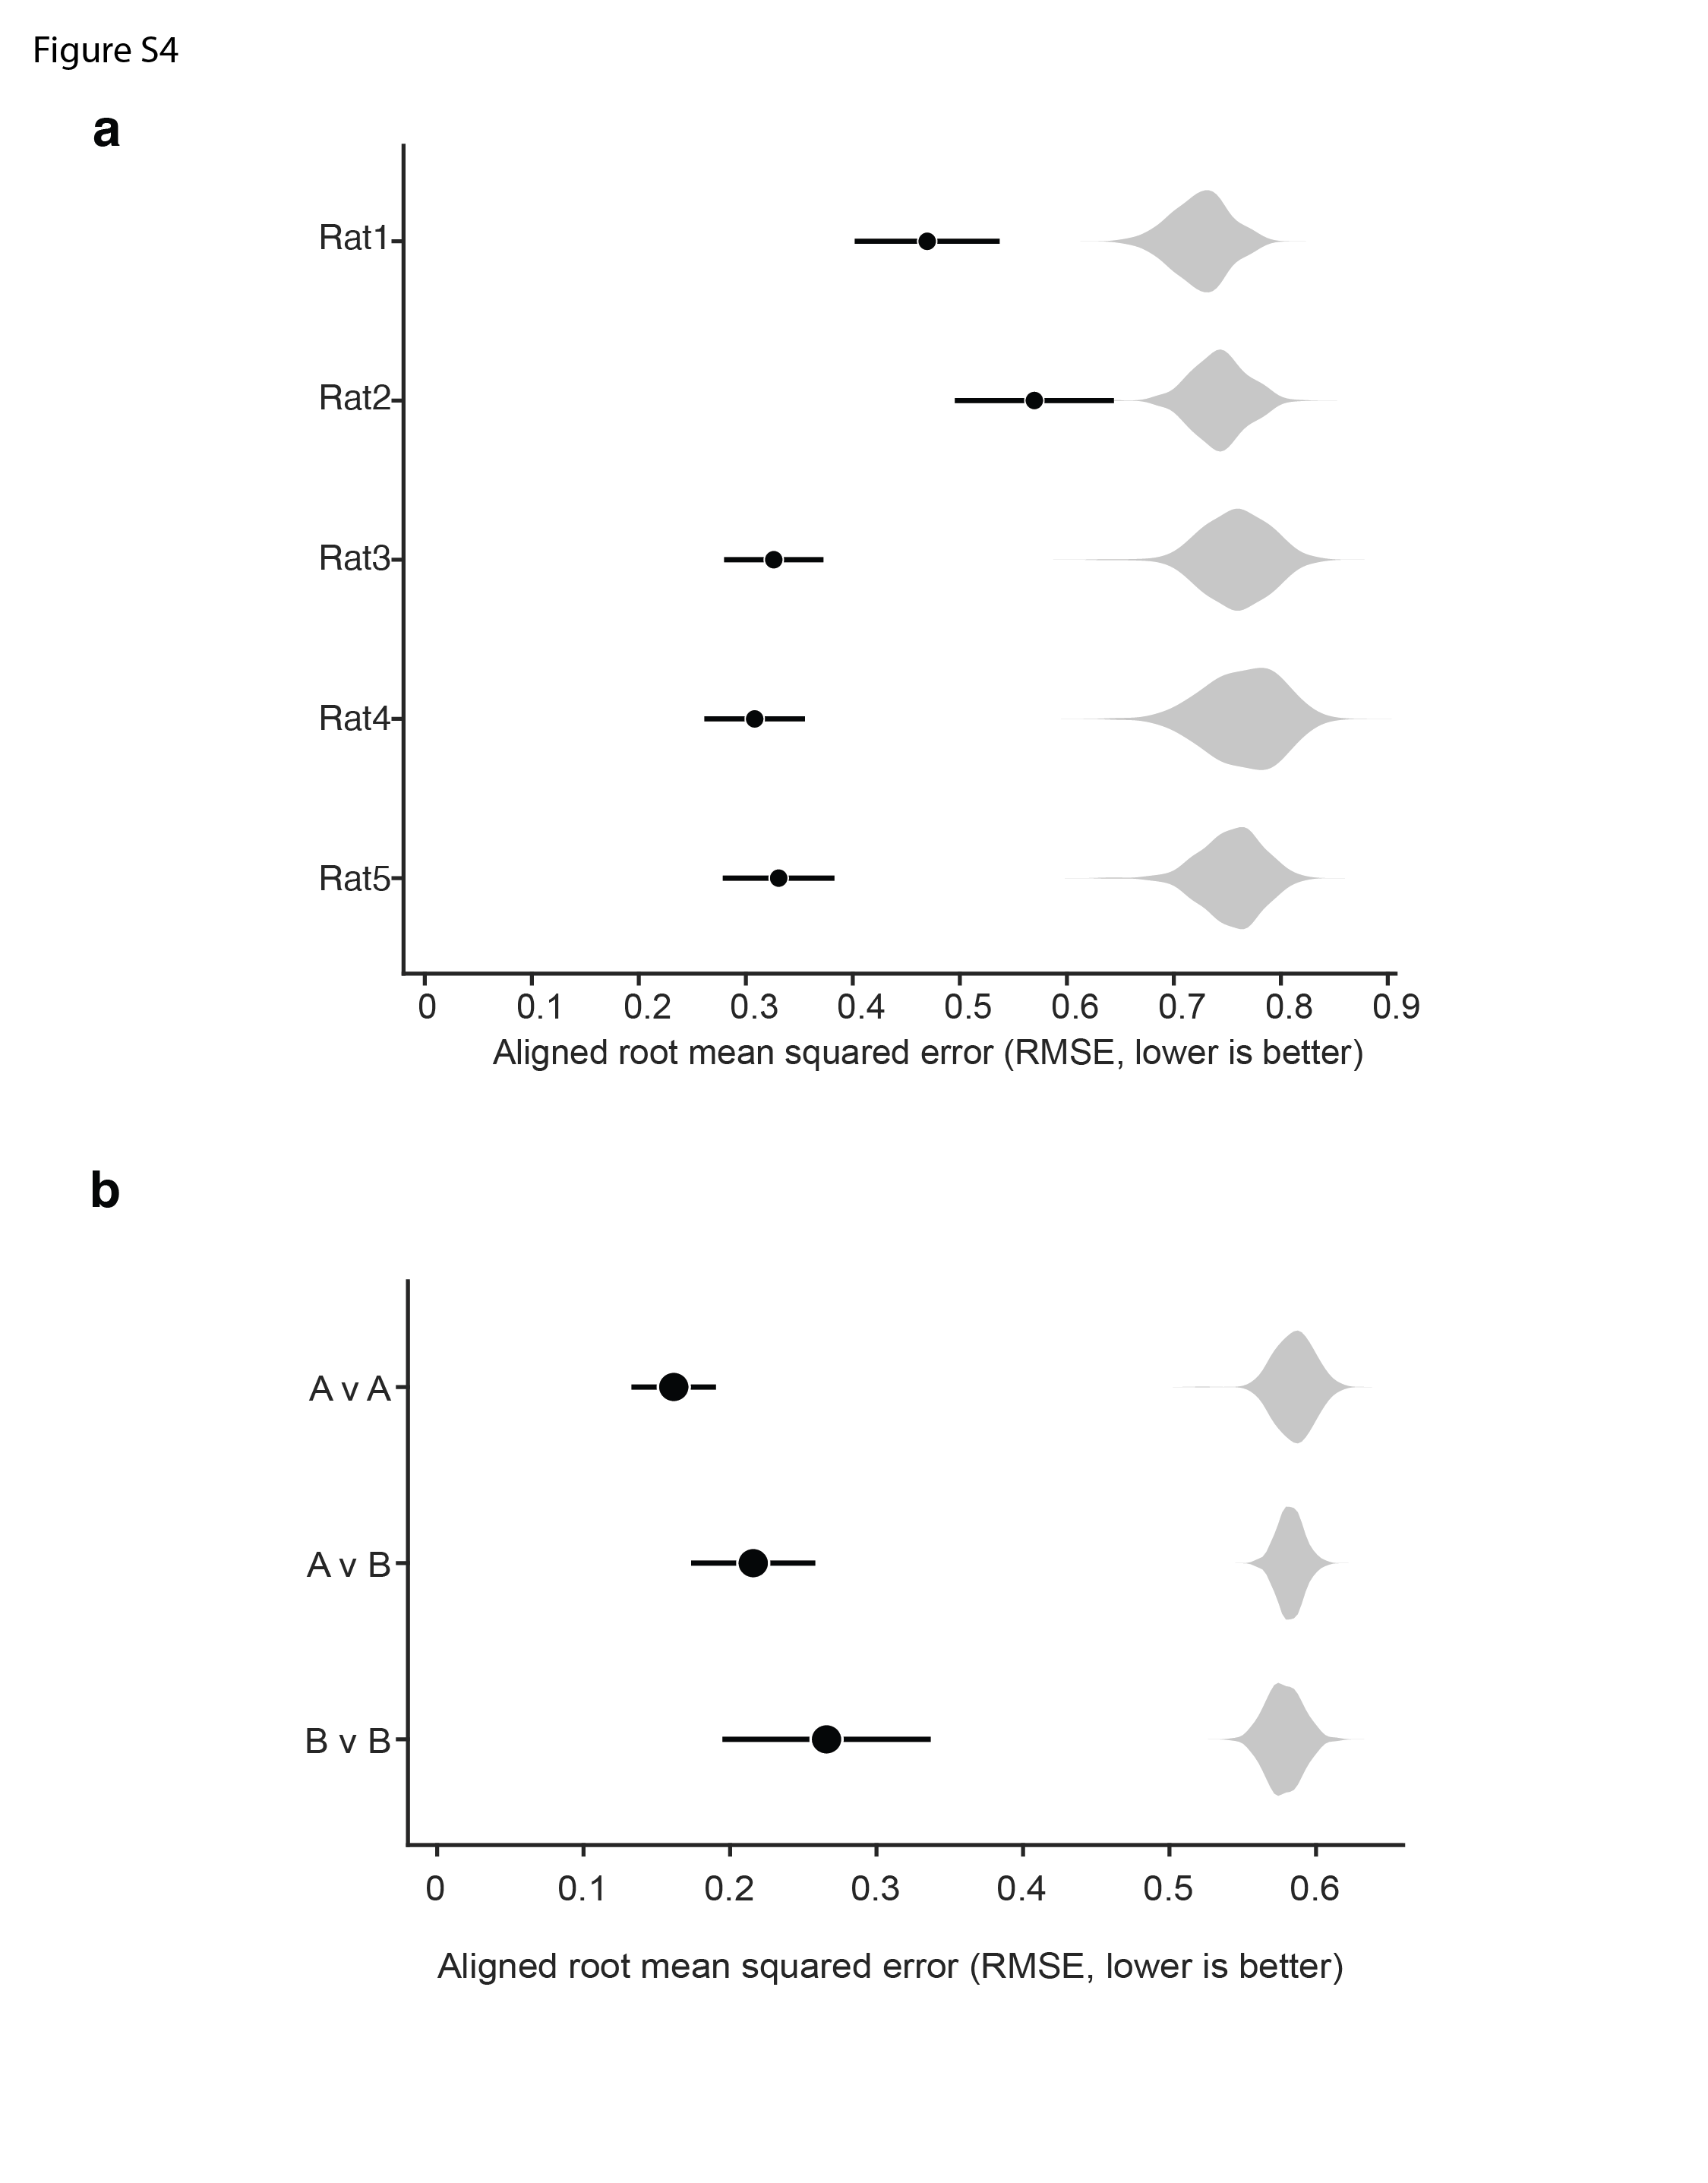 Figure S4
a
Rat1
Rat2
Rat3
Rat4
Rat5
0 0.1 0.2 0.3 0.4 0.5 0.6 0.7 0.8 0.9
Aligned root mean squared error (RMSE, lower is better)
b
A v A
A v B
B v B
0 0.1 0.2 0.3 0.4 0.5 0.6
Aligned root mean squared error (RMSE, lower is better)